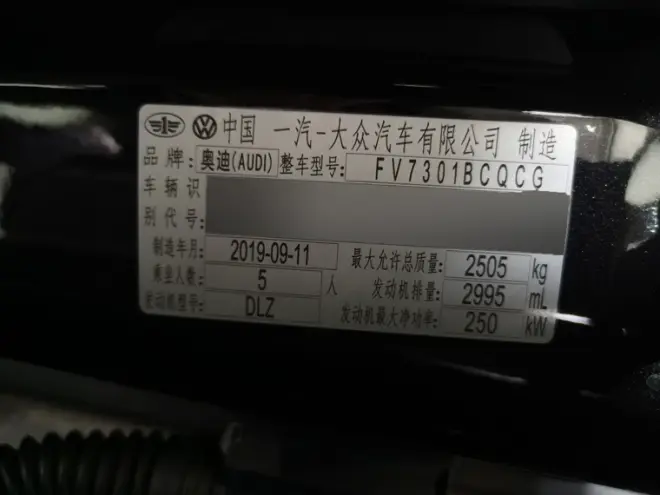 中国 一汽-大众汽车有限公司 制造
品牌: 奥迪(AUDI) 整车型号: FV7301BCQCG
车辆识
别代号:
制造年月: 2019-09-11 最大允许总质量: 2505 kg
乘坐人数: 5 人 发动机排量: 2995 mL
发动机型号: DLZ 发动机最大净功率: 250 kW